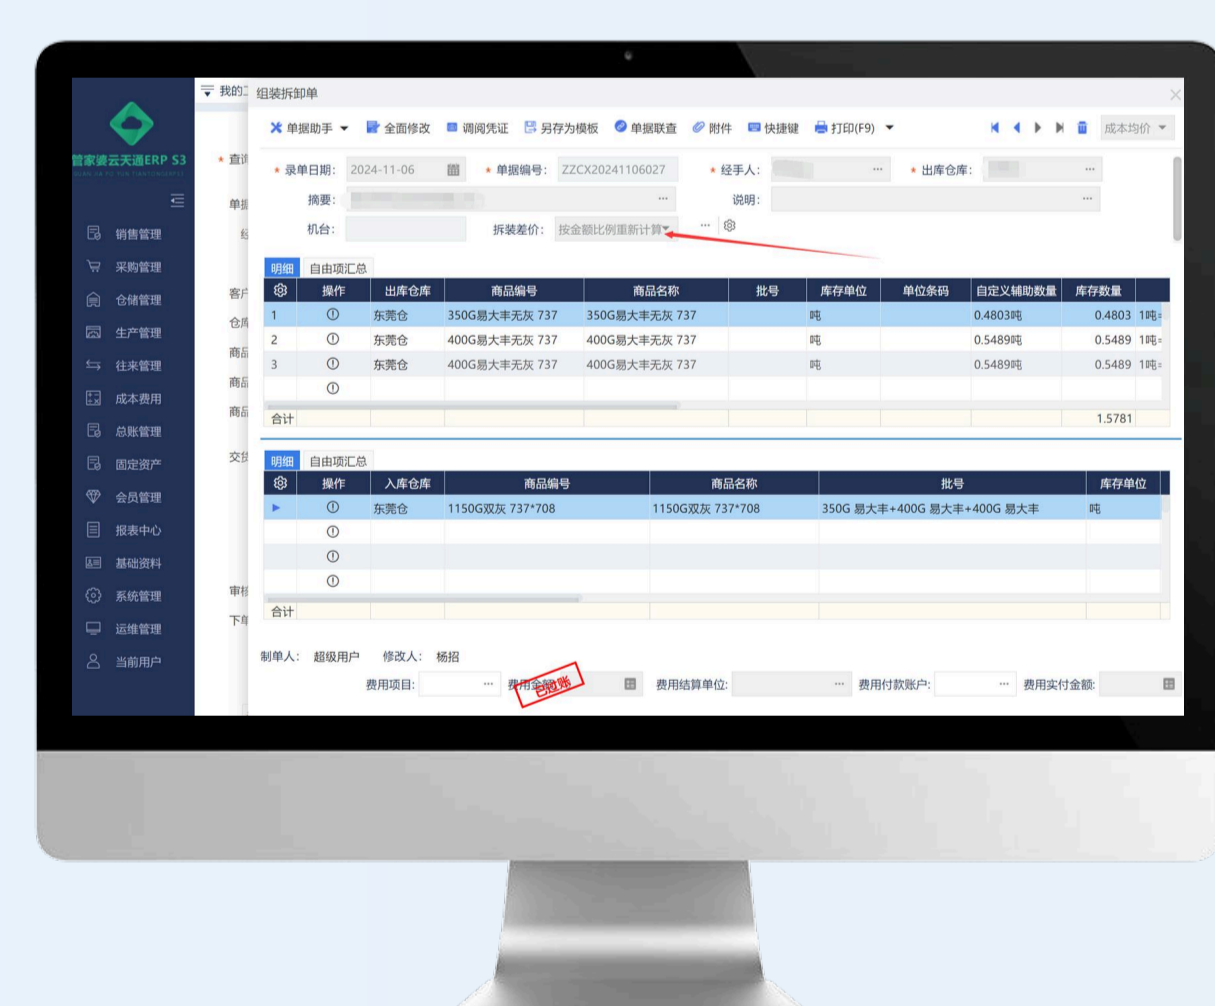 管家婆云天通ERP S3
销售管理
采购管理
仓储管理
生产管理
往来管理
成本费用
总账管理
固定资产
会员管理
报表中心
基础资料
系统管理
运维管理
当前用户
我的工
查询
单据
经
客户
仓库
商品
商品
商品
交货
审核
下单
组装拆卸单
单据助手 全面修改 调阅凭证 另存为模板 单据联查 附件 快捷键 打印(F9) 成本均价
* 录单日期: 2024-11-06 * 单据编号: ZZCX20241106027 * 经手人: * 出库仓库:
摘要: 说明:
机台: 拆装差价: 按金额比例重新计算
明细 自由项汇总
操作 出库仓库 商品编号 商品名称 批号 库存单位 单位条码 自定义辅助数量 库存数量
1 东莞仓 350G易大丰无灰 737 350G易大丰无灰 737 吨 0.4803吨 0.4803 1吨=
2 东莞仓 400G易大丰无灰 737 400G易大丰无灰 737 吨 0.5489吨 0.5489 1吨=
3 东莞仓 400G易大丰无灰 737 400G易大丰无灰 737 吨 0.5489吨 0.5489 1吨=
合计 1.5781
明细 自由项汇总
操作 入库仓库 商品编号 商品名称 批号 库存单位
东莞仓 1150G双灰 737*708 1150G双灰 737*708 350G 易大丰+400G 易大丰+400G 易大丰 吨
合计
制单人: 超级用户 修改人: 杨招
费用项目: 费用金额: 费用结算单位: 费用付款账户: 费用实付金额:
已过账